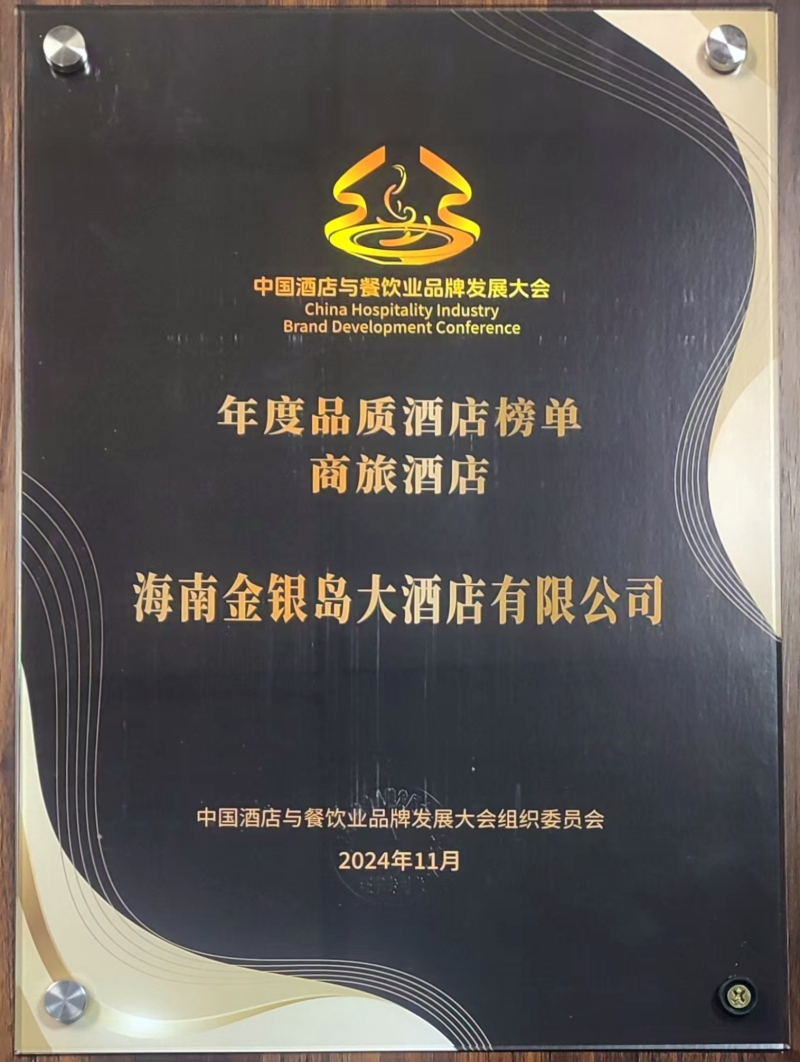 中国酒店与餐饮业品牌发展大会
China Hospitality Industry
Brand Development Conference
年度品质酒店榜单
商旅酒店
海南金银岛大酒店有限公司
中国酒店与餐饮业品牌发展大会组织委员会
2024年11月